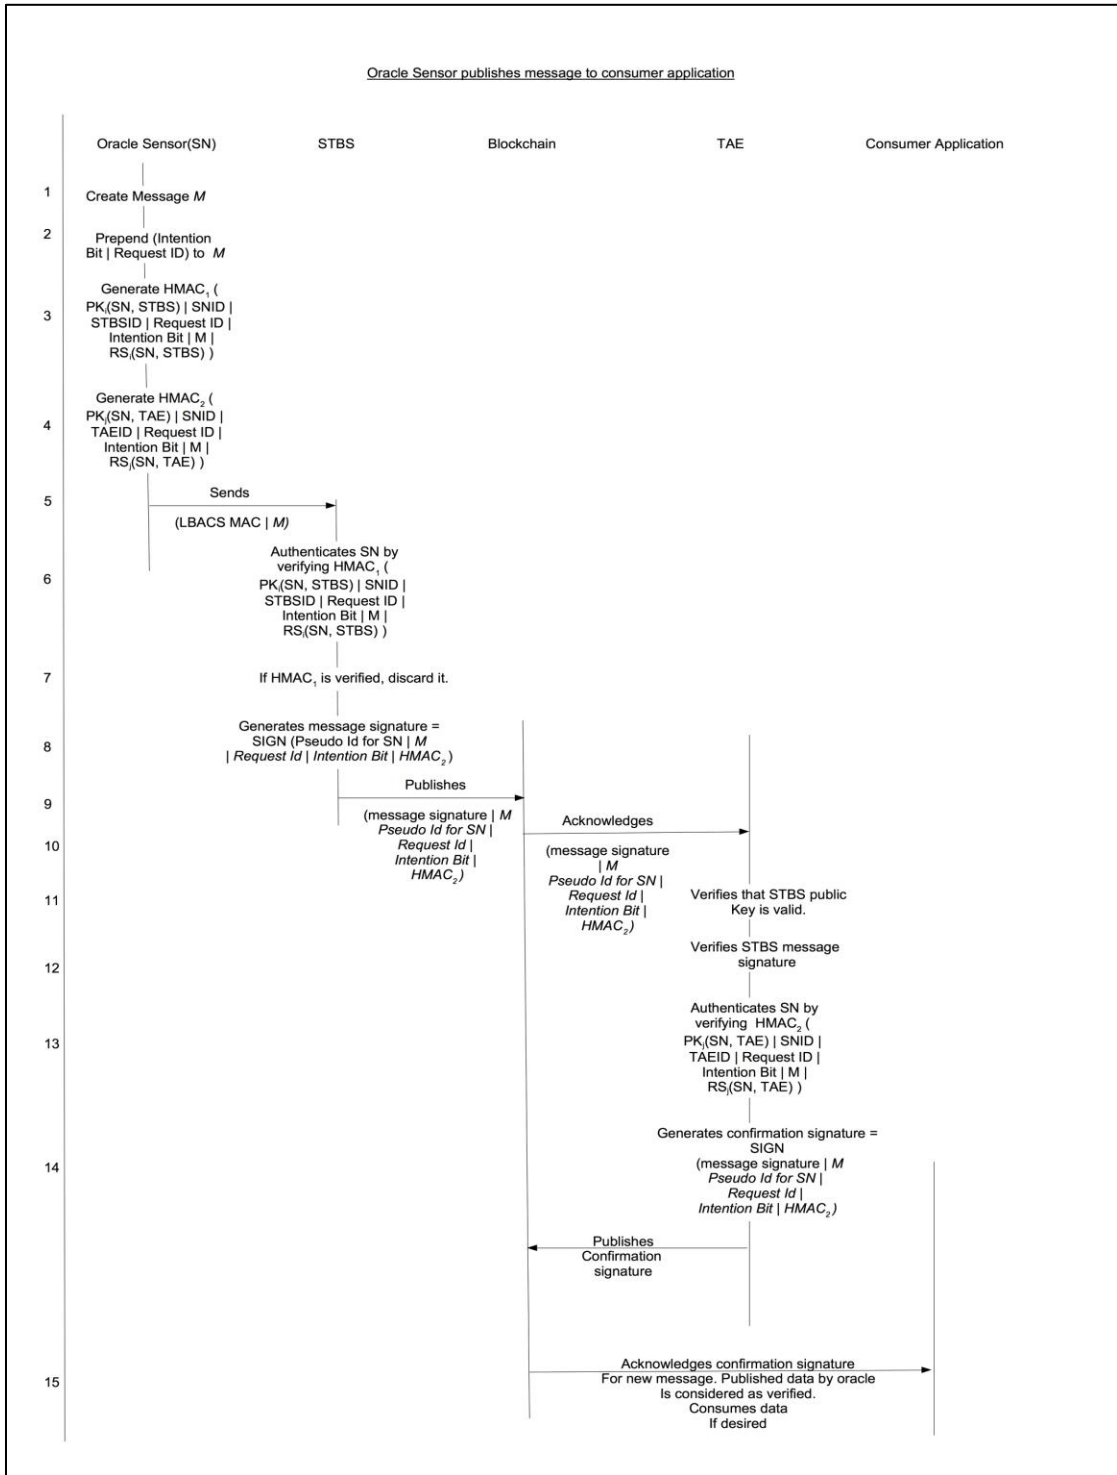 Oracle Sensor publishes message to consumer application
Oracle Sensor(SN)
STBS
Blockchain
TAE
Consumer Application
1
Create Message M
2
Prepend (Intention
Bit | Request ID) to M
3
Generate HMAC₁ (
PKᵢ(SN, STBS) | SNID |
STBSID | Request ID |
Intention Bit | M |
RSᵢ(SN, STBS) )
4
Generate HMAC₂ (
PKⱼ(SN, TAE) | SNID |
TAEID | Request ID |
Intention Bit | M |
RSⱼ(SN, TAE) )
5
Sends
(LBACS MAC | M)
6
Authenticates SN by
verifying HMAC₁ (
PKᵢ(SN, STBS) | SNID |
STBSID | Request ID |
Intention Bit | M |
RSᵢ(SN, STBS) )
7
If HMAC₁ is verified, discard it.
8
Generates message signature =
SIGN (Pseudo Id for SN | M
| Request Id | Intention Bit | HMAC₂)
9
Publishes
(message signature | M
Pseudo Id for SN |
Request Id |
Intention Bit |
HMAC₂)
10
Acknowledges
(message signature
| M
Pseudo Id for SN |
Request Id |
Intention Bit |
HMAC₂)
11
Verifies that STBS public
Key is valid.
12
Verifies STBS message
signature
13
Authenticates SN by
verifying HMAC₂ (
PKⱼ(SN, TAE) | SNID |
TAEID | Request ID |
Intention Bit | M |
RSⱼ(SN, TAE) )
14
Generates confirmation signature =
SIGN
(message signature | M
Pseudo Id for SN |
Request Id |
Intention Bit | HMAC₂)
Publishes
Confirmation
signature
15
Acknowledges confirmation signature
For new message. Published data by oracle
Is considered as verified.
Consumes data
If desired